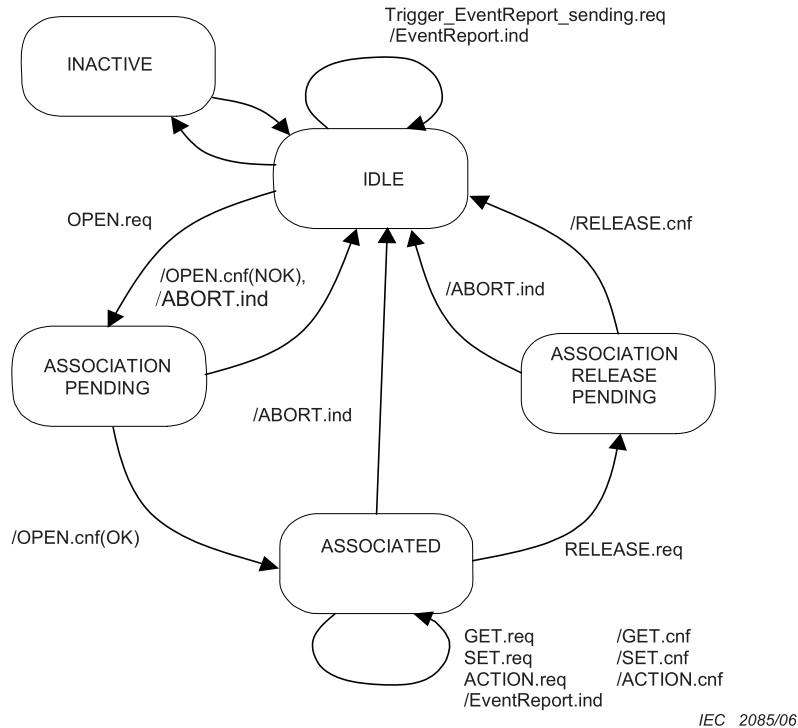 Trigger_EventReport_sending.req
/EventReport.ind
INACTIVE
IDLE
OPEN.req
/RELEASE.cnf
/OPEN.cnf(NOK),
/ABORT.ind
/ABORT.ind
ASSOCIATION
PENDING
ASSOCIATION
RELEASE
PENDING
/ABORT.ind
/OPEN.cnf(OK)
ASSOCIATED
RELEASE.req
GET.req /GET.cnf
SET.req /SET.cnf
ACTION.req /ACTION.cnf
/EventReport.ind
IEC 2085/06